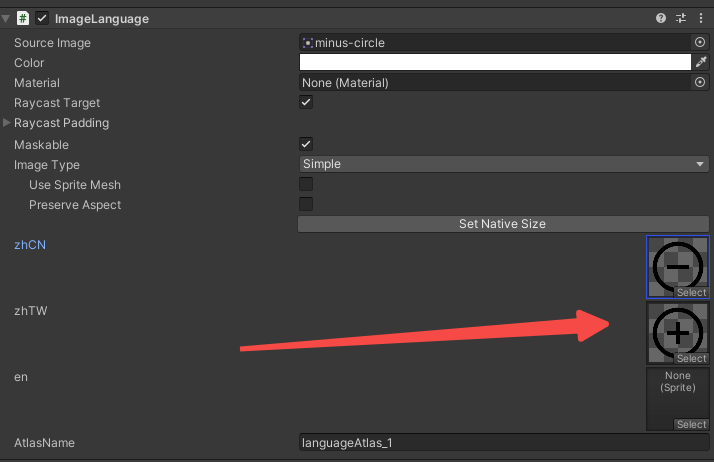 ImageLanguage
Source Image minus-circle
Color
Material None (Material)
Raycast Target
Raycast Padding
Maskable
Image Type Simple
Use Sprite Mesh
Preserve Aspect
Set Native Size
zhCN
Select
zhTW
Select
en
None
(Sprite)
Select
AtlasName languageAtlas_1